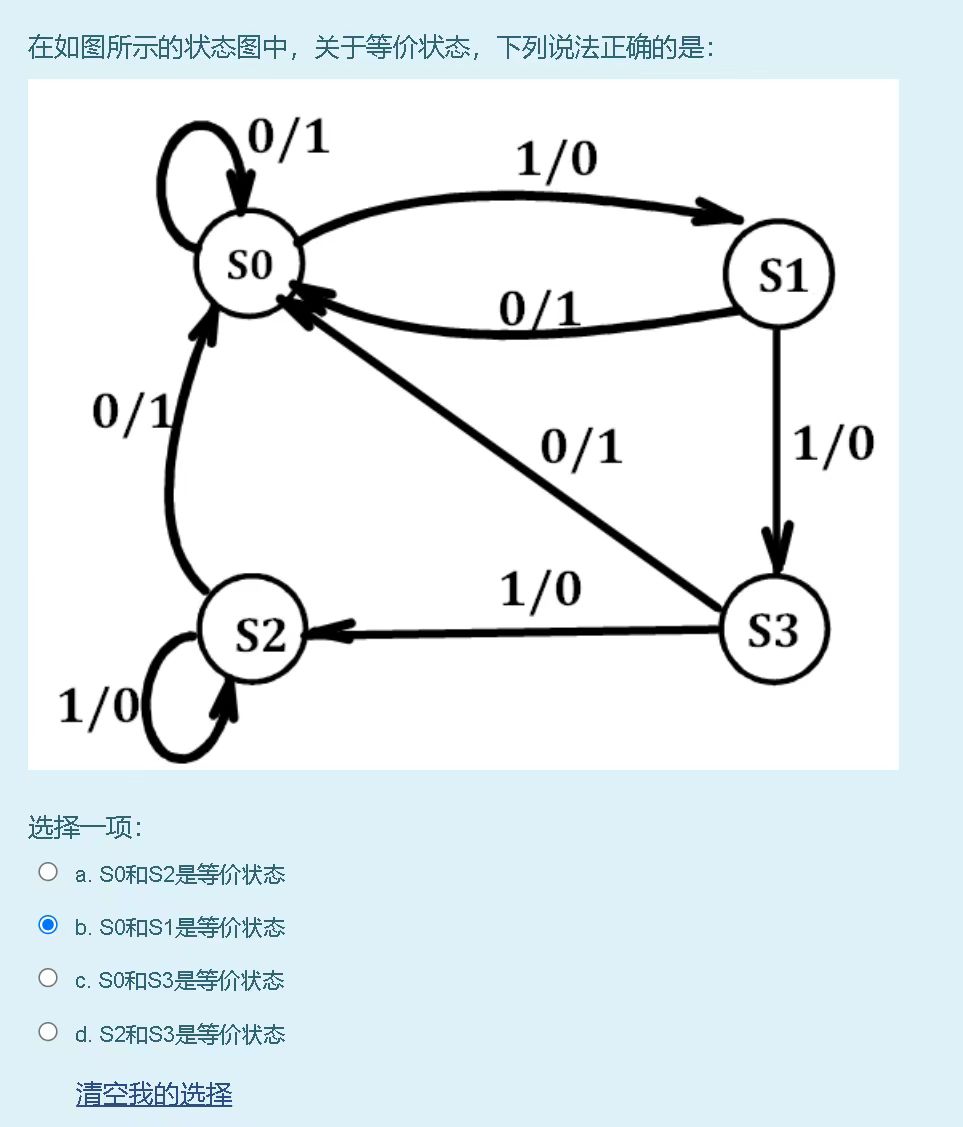 在如图所示的状态图中，关于等价状态，下列说法正确的是：
0/1
1/0
S0
S1
0/1
0/1
0/1
1/0
1/0
S2
S3
1/0
选择一项：
a. S0和S2是等价状态
b. S0和S1是等价状态
c. S0和S3是等价状态
d. S2和S3是等价状态
清空我的选择